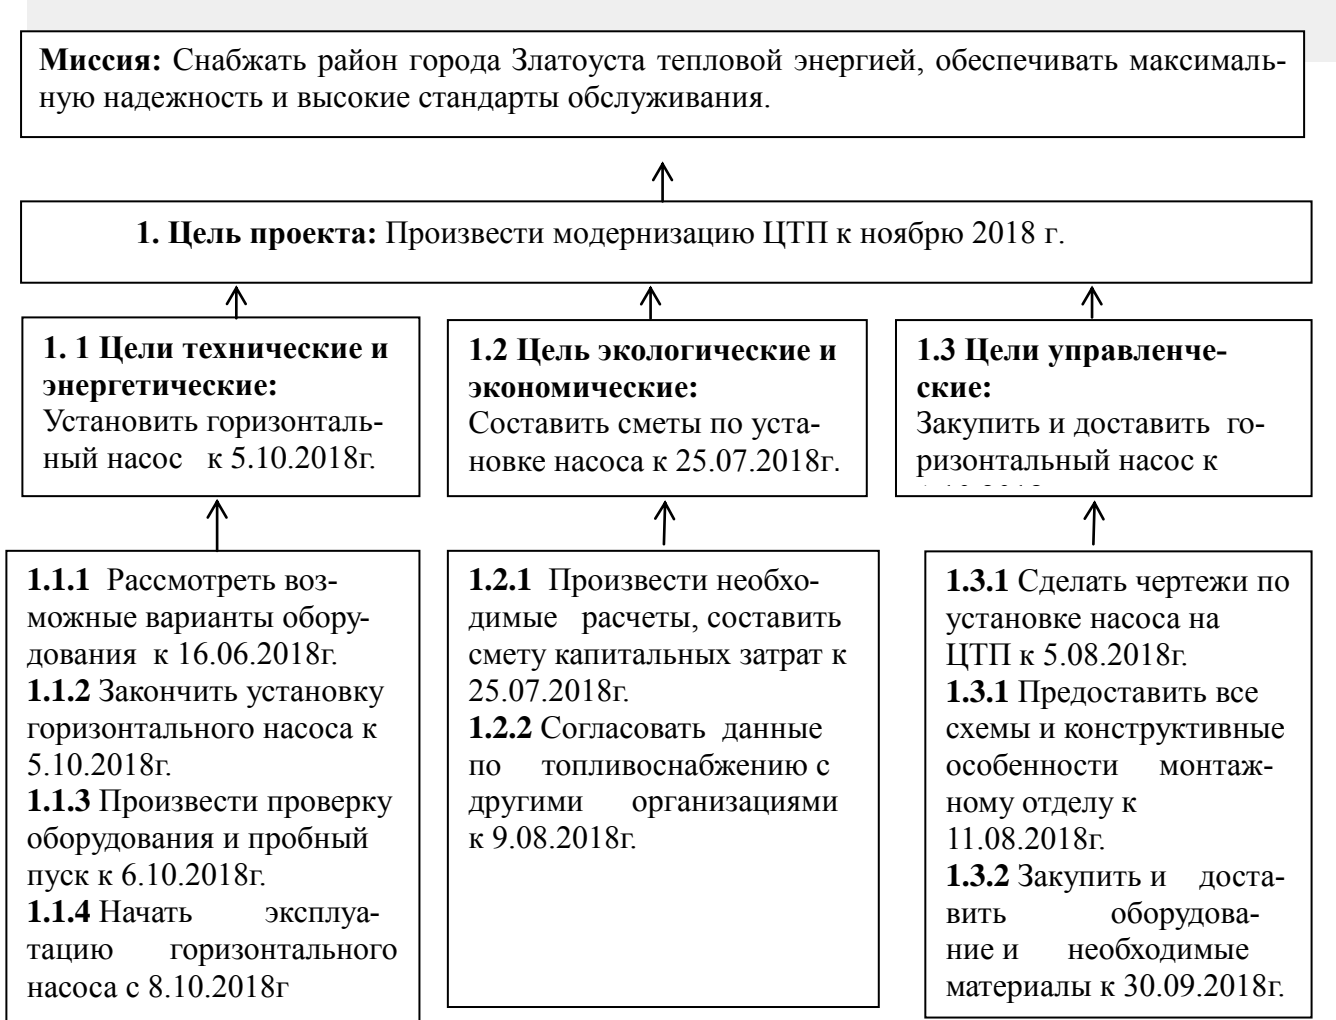 Миссия: Снабжать район города Златоуста тепловой энергией, обеспечивать максималь-
ную надежность и высокие стандарты обслуживания.
1. Цель проекта: Произвести модернизацию ЦТП к ноябрю 2018 г.
1. 1 Цели технические и
энергетические:
Установить горизонталь-
ный насос к 5.10.2018г.
1.2 Цель экологические и
экономические:
Составить сметы по уста-
новке насоса к 25.07.2018г.
1.3 Цели управленче-
ские:
Закупить и доставить го-
ризонтальный насос к
1.1.1 Рассмотреть воз-
можные варианты обору-
дования к 16.06.2018г.
1.1.2 Закончить установку
горизонтального насоса к
5.10.2018г.
1.1.3 Произвести проверку
оборудования и пробный
пуск к 6.10.2018г.
1.1.4 Начать эксплуа-
тацию горизонтального
насоса с 8.10.2018г
1.2.1 Произвести необхо-
димые расчеты, составить
смету капитальных затрат к
25.07.2018г.
1.2.2 Согласовать данные
по топливоснабжению с
другими организациями
к 9.08.2018г.
1.3.1 Сделать чертежи по
установке насоса на
ЦТП к 5.08.2018г.
1.3.1 Предоставить все
схемы и конструктивные
особенности монтаж-
ному отделу к
11.08.2018г.
1.3.2 Закупить и доста-
вить оборудова-
ние и необходимые
материалы к 30.09.2018г.